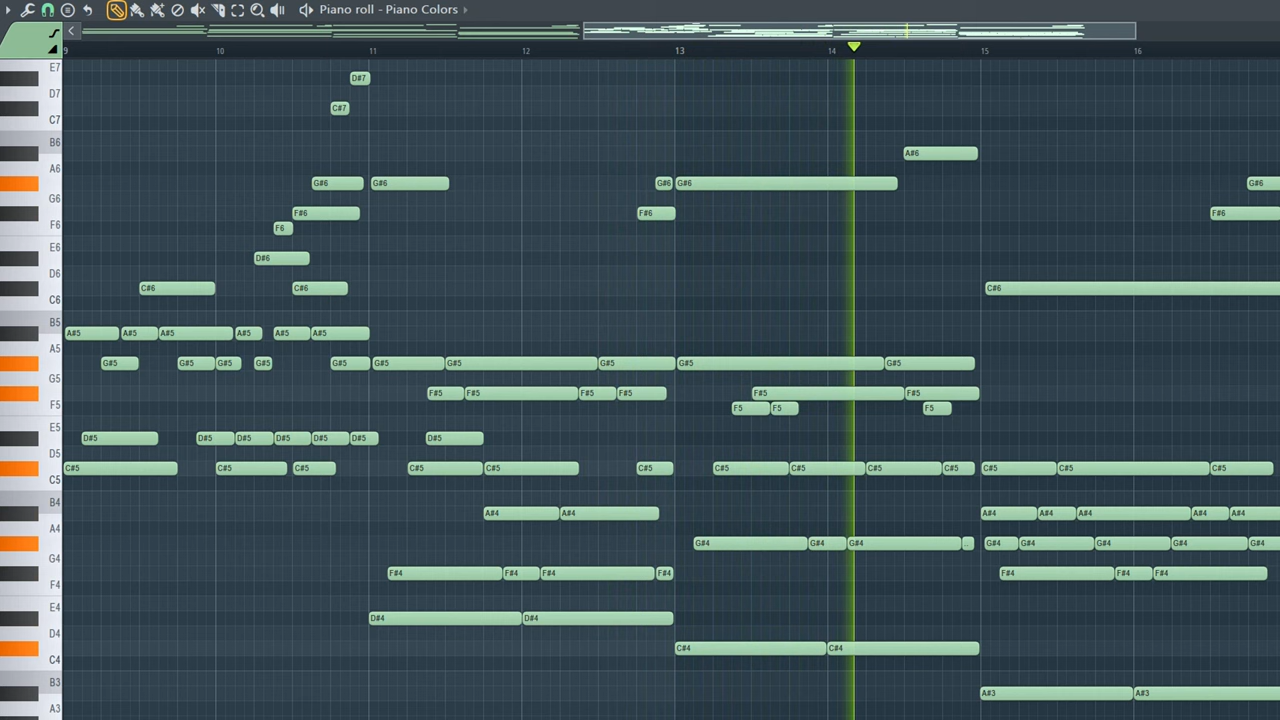 Piano roll - Piano Colors
9 10 11 12 13 14 15 16
E7
D#7
D7
C#7
C7
B6
A#6
A6
G#6 G#6 G#6 G#6 G#6
G6
F#6 F#6 F#6
F6
F6
E6
D#6
D6
C#6 C#6 C#6
C6
B5
A#5 A#5 A#5 A#5 A#5 A#5
A5
G#5 G#5 G#5 G#5 G#5 G#5 G#5 G#5 G#5 G#5
G5
F#5 F#5 F#5 F#5 F#5 F#5
F5
F5 F5 F5
E5
D#5 D#5 D#5 D#5 D#5 D#5 D#5
D5
C#5 C#5 C#5 C#5 C#5 C#5 C#5 C#5 C#5 C#5 C#5 C#5 C#5
C5
B4
A#4 A#4 A#4 A#4 A#4 A#4 A#4
A4
G#4 G#4 G#4 .. G#4 G#4 G#4 G#4 G#4
G4
F#4 F#4 F#4 F#4 F#4 F#4 F#4
F4
E4
D#4 D#4
D4
C#4 C#4
C4
B3
A#3 A#3
A3